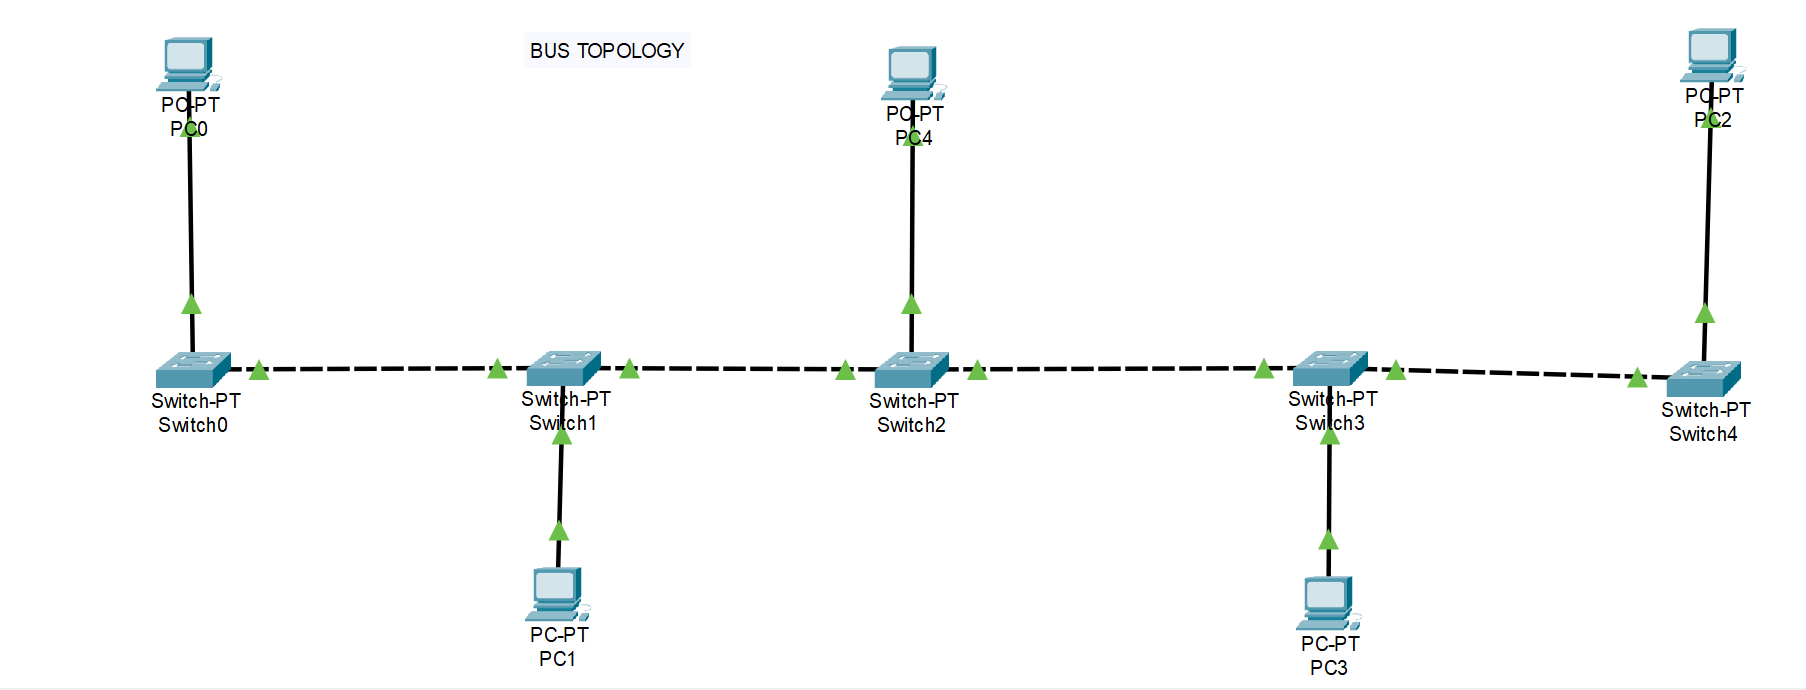 BUS TOPOLOGY
PC-PT
PC0
PC-PT
PC4
PC-PT
PC2
Switch-PT
Switch0
Switch-PT
Switch1
Switch-PT
Switch2
Switch-PT
Switch3
Switch-PT
Switch4
PC-PT
PC1
PC-PT
PC3